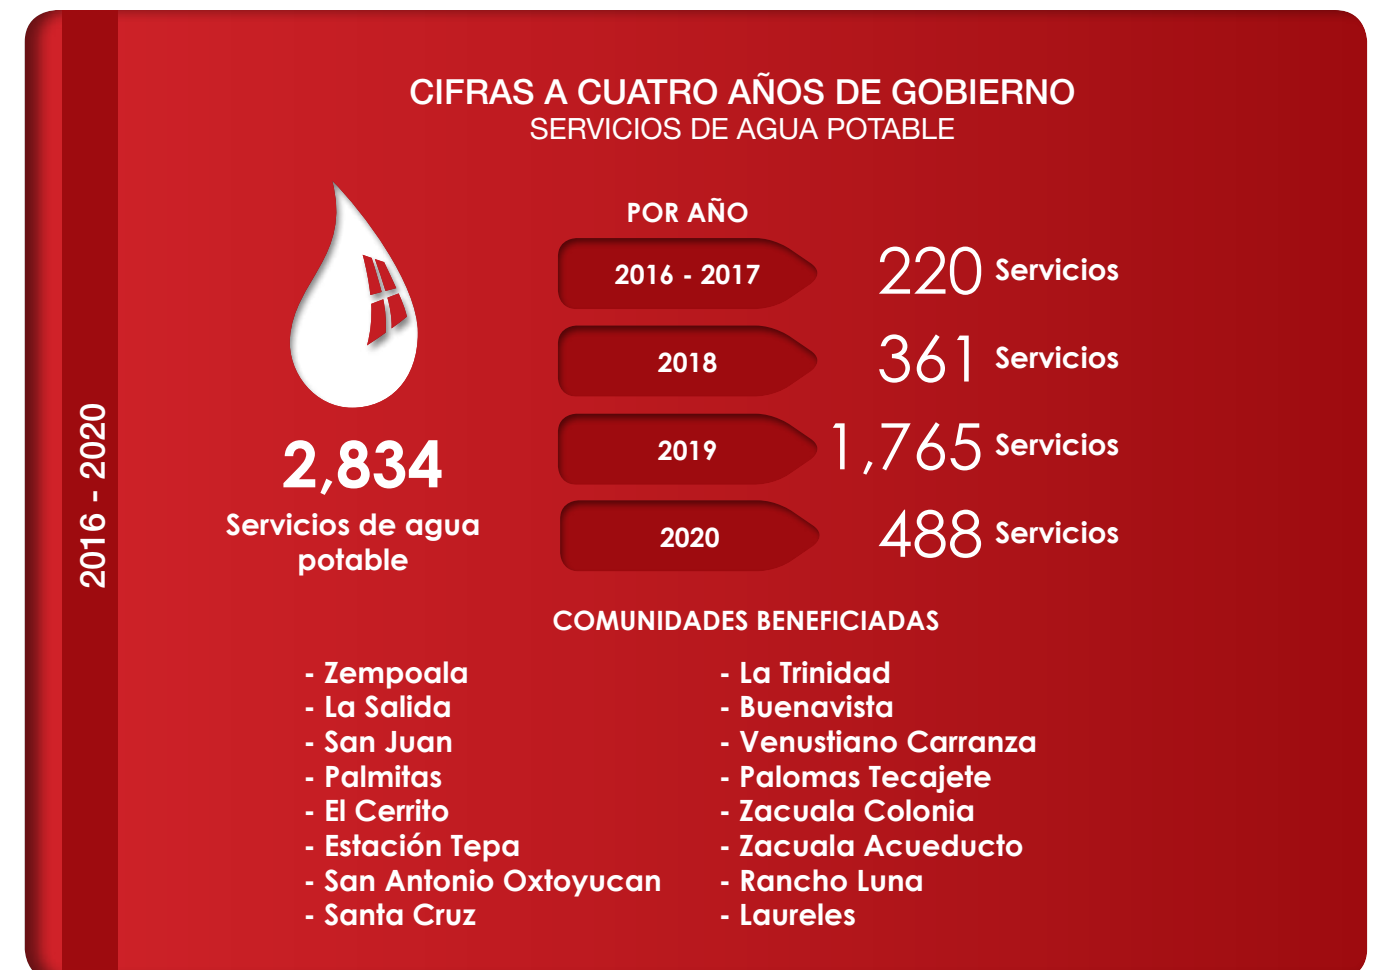 CIFRAS A CUATRO AÑOS DE GOBIERNO
SERVICIOS DE AGUA POTABLE
2016 - 2020
2,834
Servicios de agua
potable
POR AÑO
2016 - 2017 220 Servicios
2018 361 Servicios
2019 1,765 Servicios
2020 488 Servicios
COMUNIDADES BENEFICIADAS
- Zempoala
- La Salida
- San Juan
- Palmitas
- El Cerrito
- Estación Tepa
- San Antonio Oxtoyucan
- Santa Cruz
- La Trinidad
- Buenavista
- Venustiano Carranza
- Palomas Tecajete
- Zacuala Colonia
- Zacuala Acueducto
- Rancho Luna
- Laureles